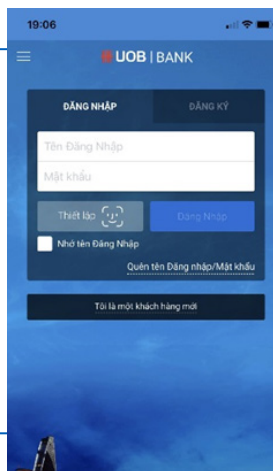 19:06
UOB | BANK
ĐĂNG NHẬP
ĐĂNG KÝ
Tên Đăng Nhập
Mật khẩu
Thiết lập
Đăng Nhập
Nhớ tên Đăng Nhập
Quên tên Đăng nhập/Mật khẩu
Tôi là một khách hàng mới